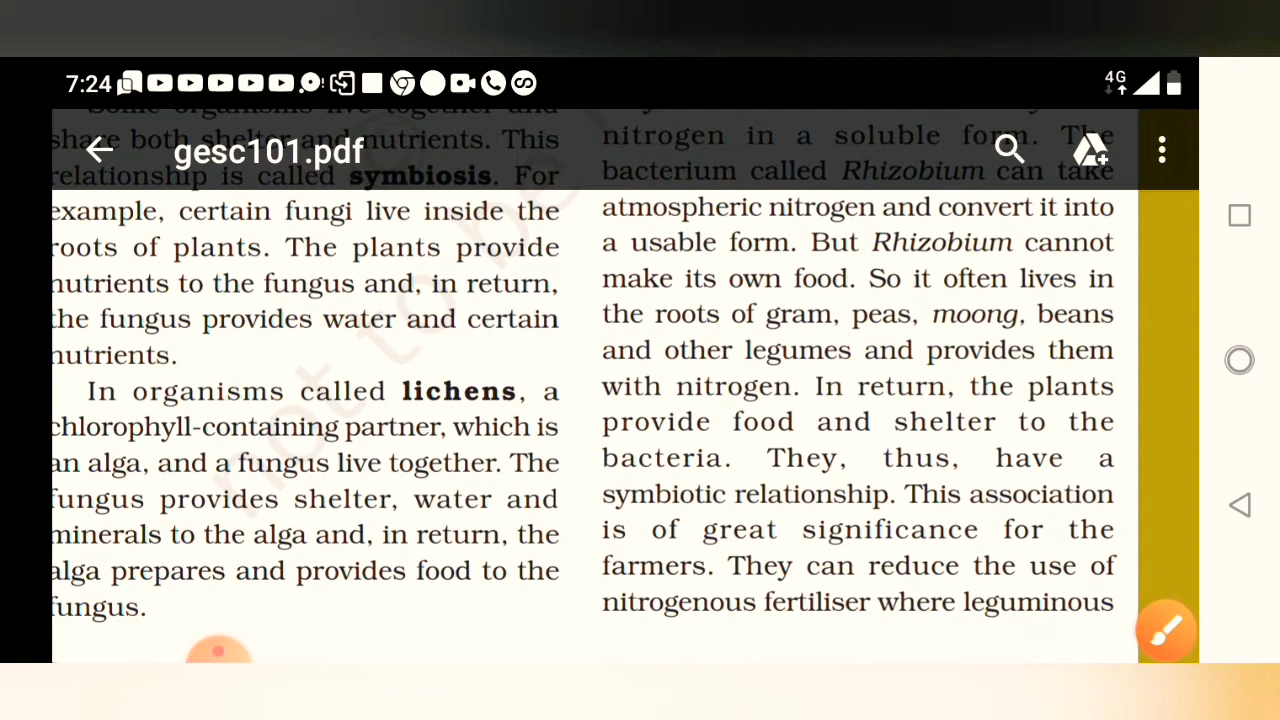 7:24
4G
gesc101.pdf
Some organisms live together and
share both shelter and nutrients. This
relationship is called symbiosis. For
example, certain fungi live inside the
roots of plants. The plants provide
nutrients to the fungus and, in return,
the fungus provides water and certain
nutrients.
In organisms called lichens, a
chlorophyll-containing partner, which is
an alga, and a fungus live together. The
fungus provides shelter, water and
minerals to the alga and, in return, the
alga prepares and provides food to the
fungus.
nitrogen in a soluble form. The
bacterium called Rhizobium can take
atmospheric nitrogen and convert it into
a usable form. But Rhizobium cannot
make its own food. So it often lives in
the roots of gram, peas, moong, beans
and other legumes and provides them
with nitrogen. In return, the plants
provide food and shelter to the
bacteria. They, thus, have a
symbiotic relationship. This association
is of great significance for the
farmers. They can reduce the use of
nitrogenous fertiliser where leguminous
not to be